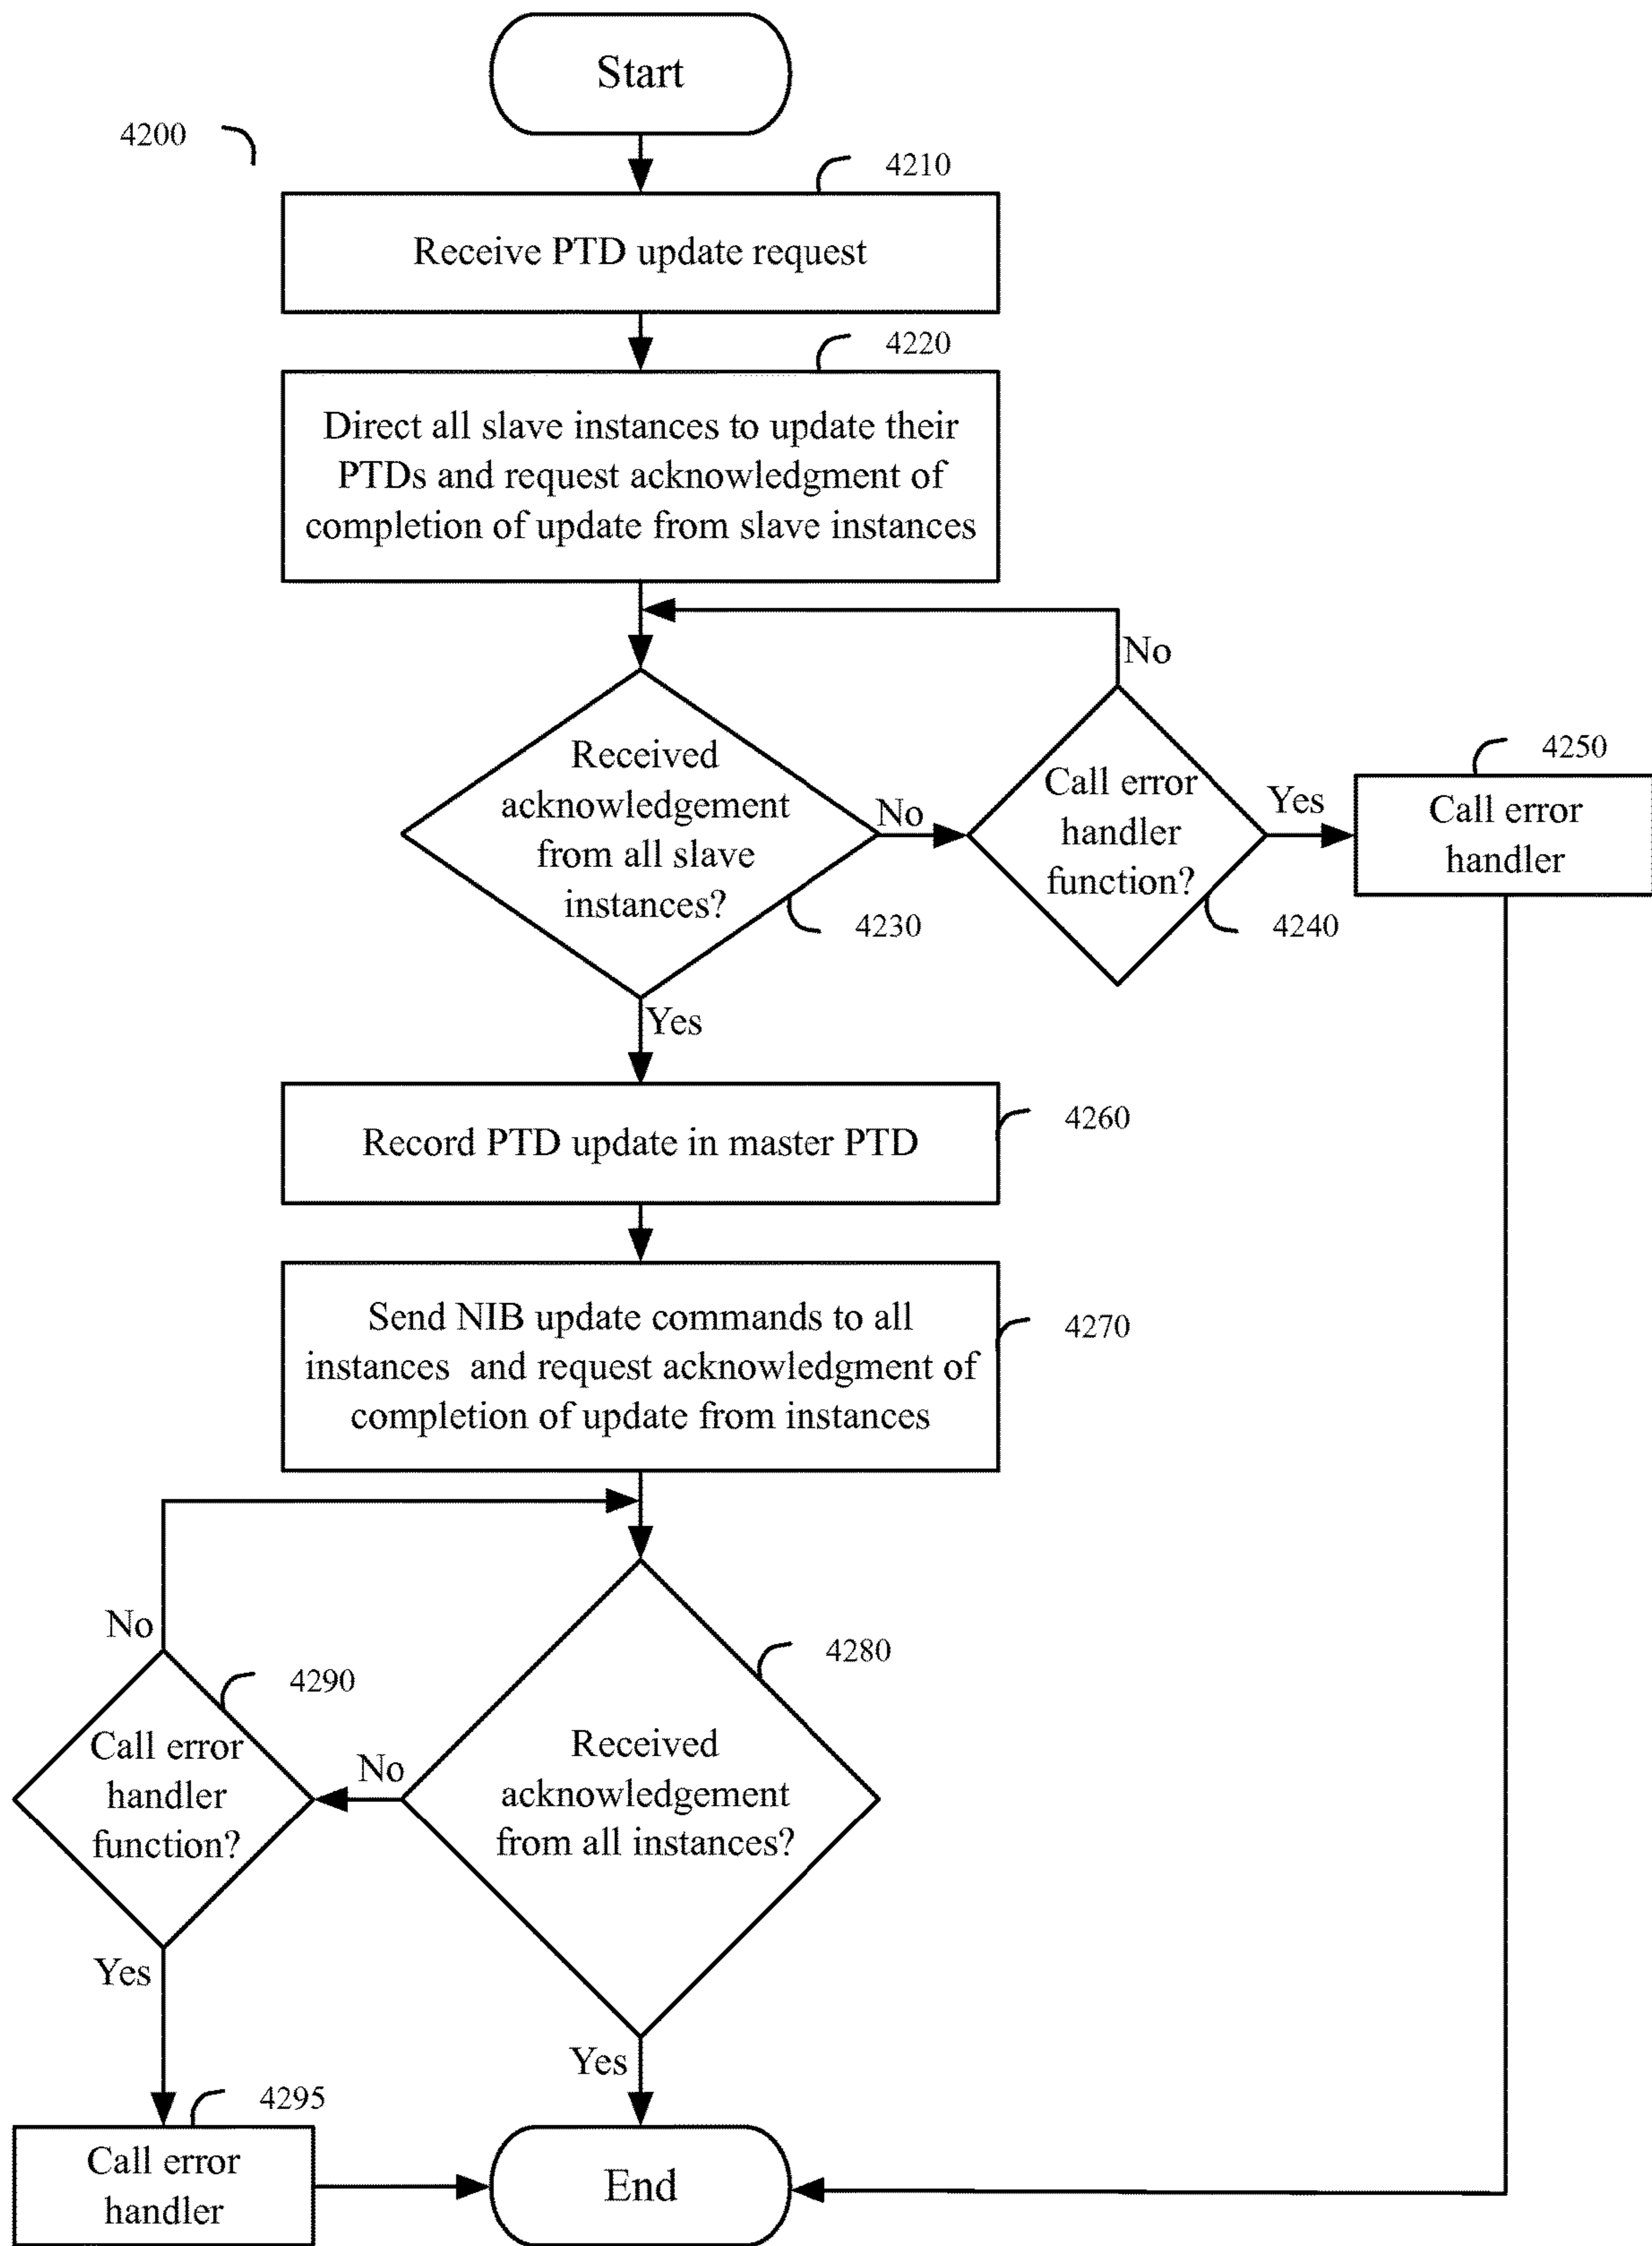 Start
4200
4210
Receive PTD update request
4220
Direct all slave instances to update their
PTDs and request acknowledgment of
completion of update from slave instances
No
Received
acknowledgement
from all slave
instances?
4230
No
Call error
handler
function?
4240
Yes
4250
Call error
handler
Yes
Record PTD update in master PTD
4260
Send NIB update commands to all
instances and request acknowledgment of
completion of update from instances
4270
No
4290
Call error
handler
function?
No
4280
Received
acknowledgement
from all instances?
Yes
Yes
4295
Call error
handler
End